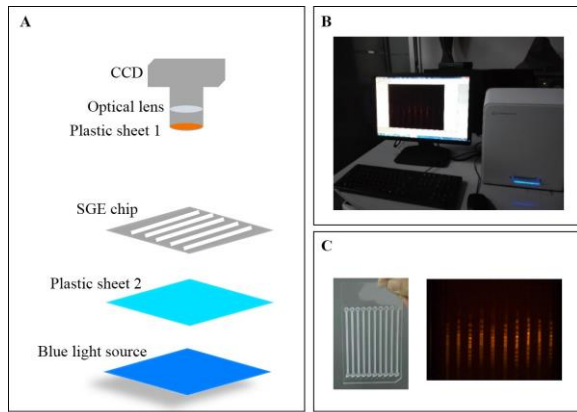 A
CCD
Optical lens
Plastic sheet 1
SGE chip
Plastic sheet 2
Blue light source
B
C